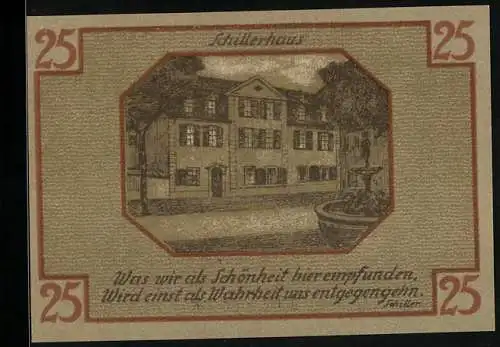 25 Schillerhaus 25
Was wir als Schönheit hier empfunden,
Wird einst als Wahrheit uns entgegengehn.
Schiller.
25 25